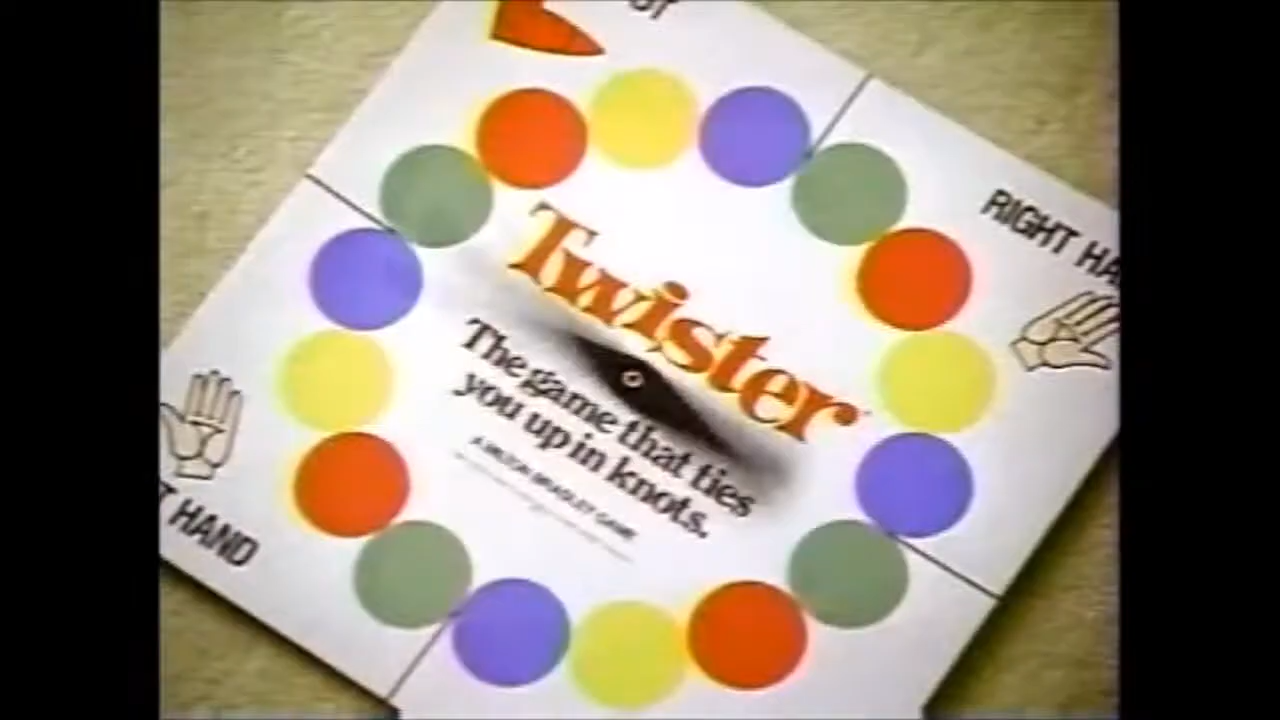 RIGHT HA
Twister
The game that ties
you up in knots.
A MILTON BRADLEY GAME
T HAND